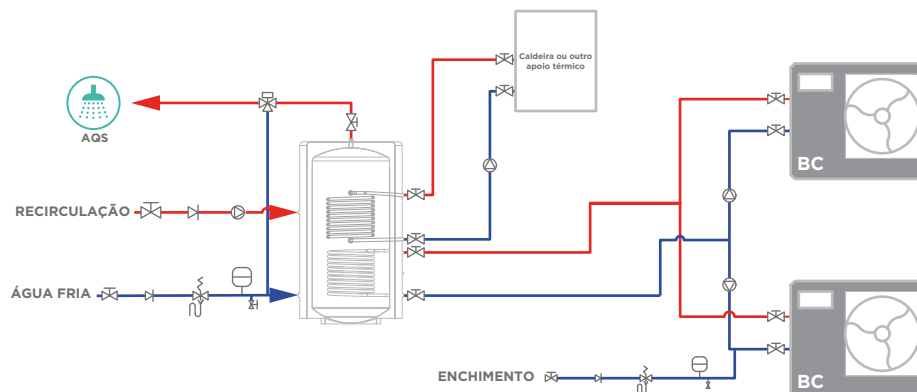 Caldeira ou outro
apoio térmico
AQS
BC
RECIRCULAÇÃO
ÁGUA FRIA
ENCHIMENTO
BC